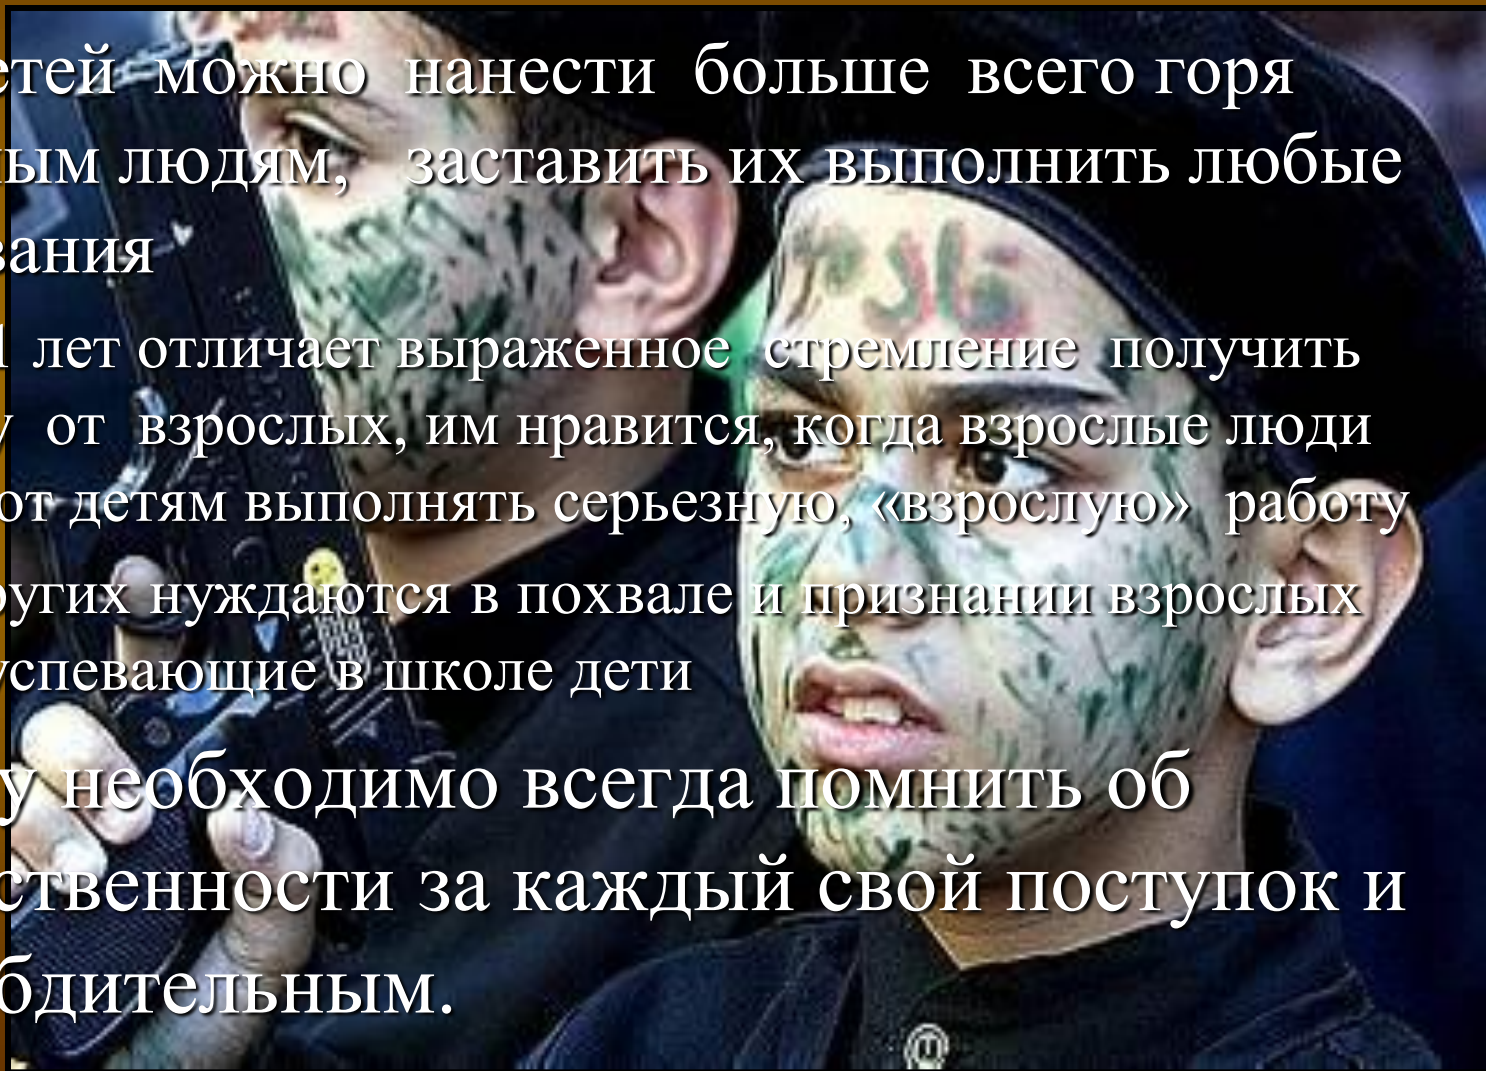 етей можно нанести больше всего горя
ым людям, заставить их выполнить любые
вания
1 лет отличает выраженное стремление получить
у от взрослых, им нравится, когда взрослые люди
от детям выполнять серьезную, «взрослую» работу
ругих нуждаются в похвале и признании взрослых
успевающие в школе дети
у необходимо всегда помнить об
ственности за каждый свой поступок и
бдительным.